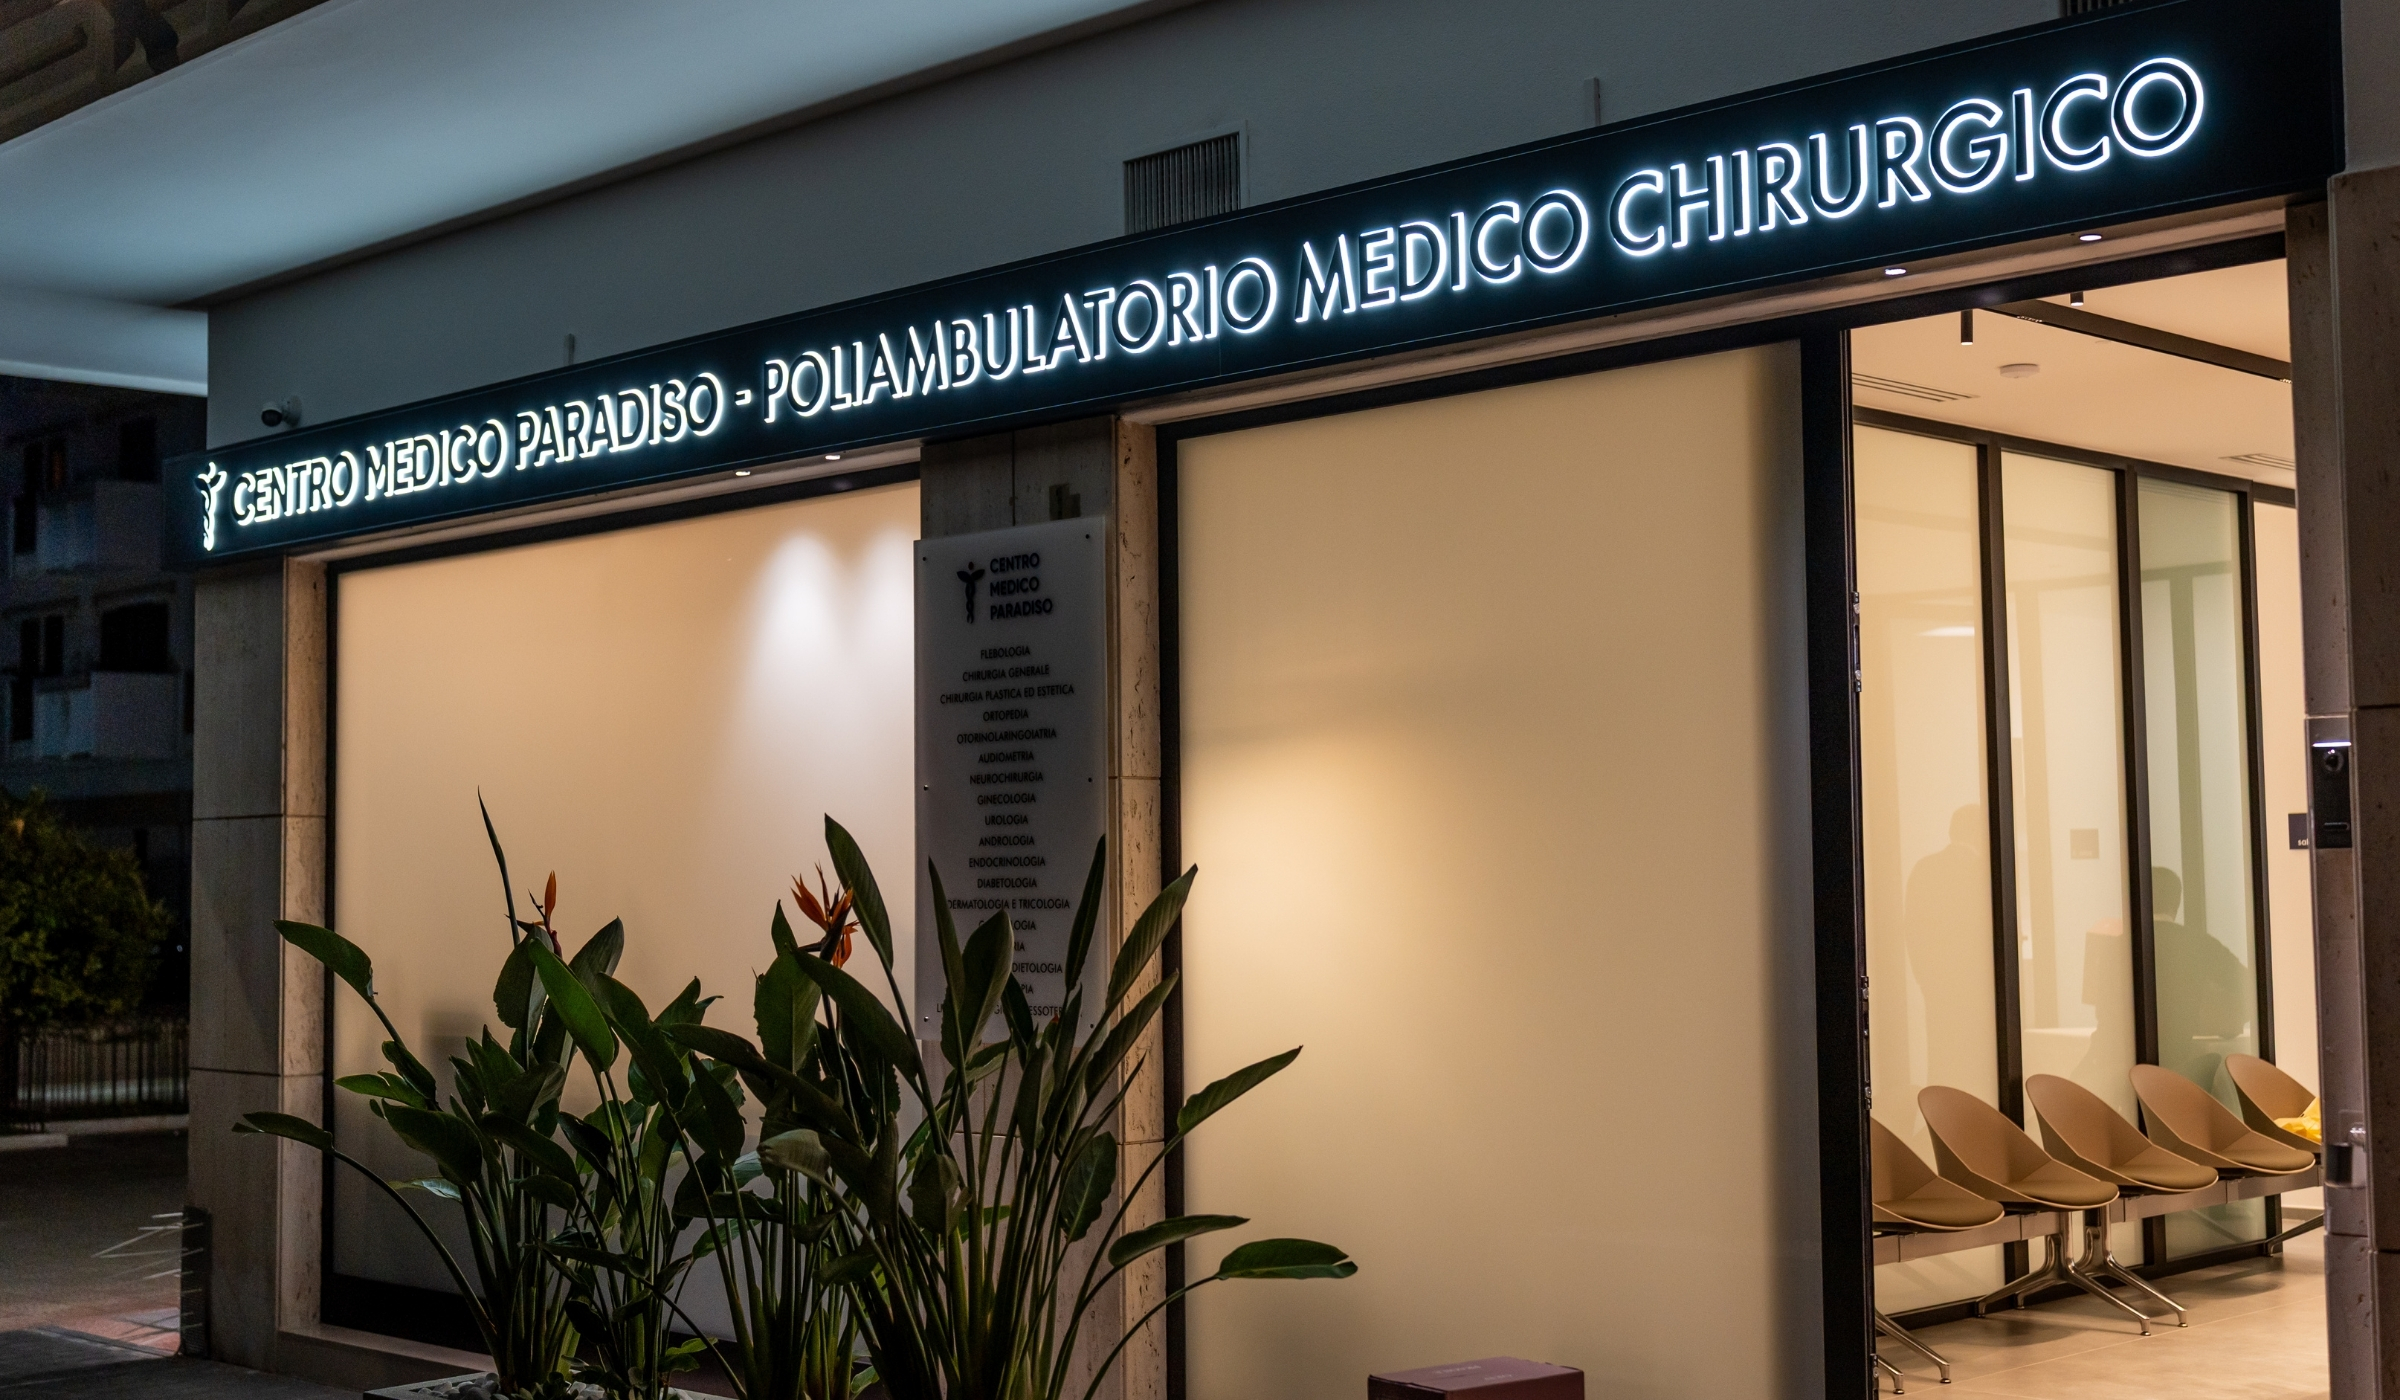 CENTRO MEDICO PARADISO - POLIAMBULATORIO MEDICO CHIRURGICO
CENTRO
MEDICO
PARADISO
FLEBOLOGIA
CHIRURGIA GENERALE
CHIRURGIA PLASTICA ED ESTETICA
ORTOPEDIA
OTORINOLARINGOIATRIA
AUDIOMETRIA
NEUROCHIRURGIA
GINECOLOGIA
UROLOGIA
ANDROLOGIA
ENDOCRINOLOGIA
DIABETOLOGIA
DERMATOLOGIA E TRICOLOGIA